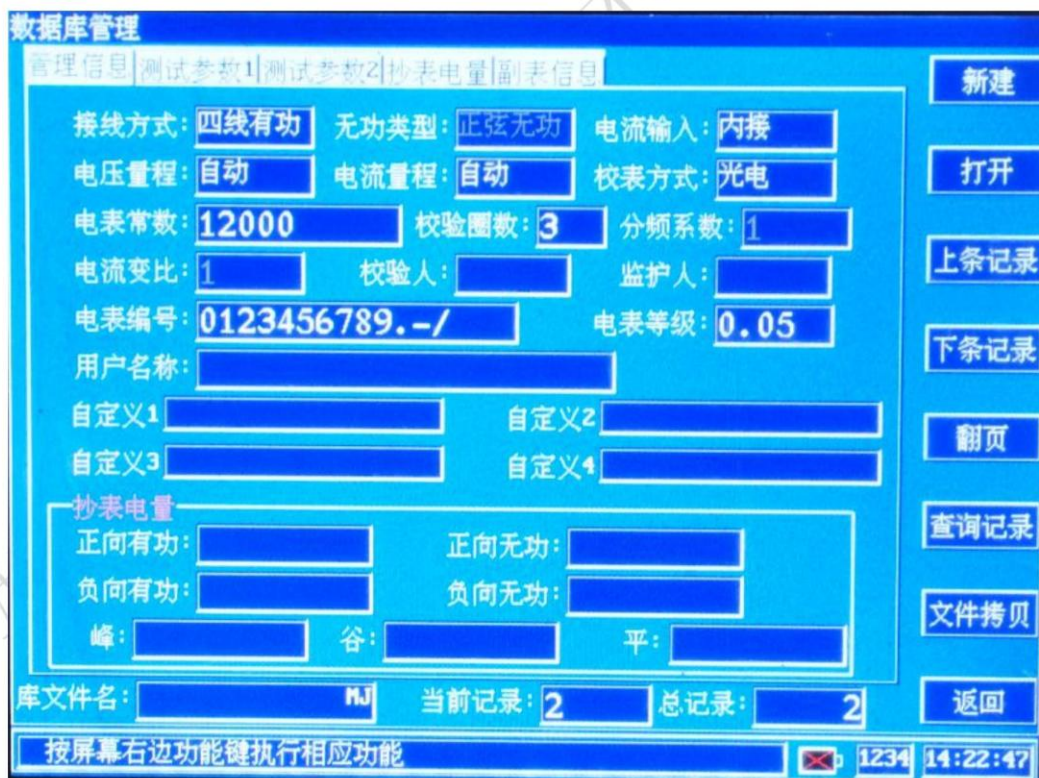 数据库管理
管理信息 测试参数1 测试参数2 抄表电量 副表信息
新建
接线方式: 四线有功 无功类型: 正弦无功 电流输入: 内接
电压量程: 自动 电流量程: 自动 校表方式: 光电
打开
电表常数: 12000 校验圈数: 3 分频系数: 1
电流变比: 1 校验人: 监护人:
上条记录
电表编号: 0123456789.-/ 电表等级: 0.05
用户名称:
下条记录
自定义1 自定义2
翻页
自定义3 自定义4
抄表电量
正向有功: 正向无功:
查询记录
负向有功: 负向无功:
文件拷贝
峰: 谷: 平:
库文件名: MJ 当前记录: 2 总记录: 2
返回
按屏幕右边功能键执行相应功能 1234 14:22:47